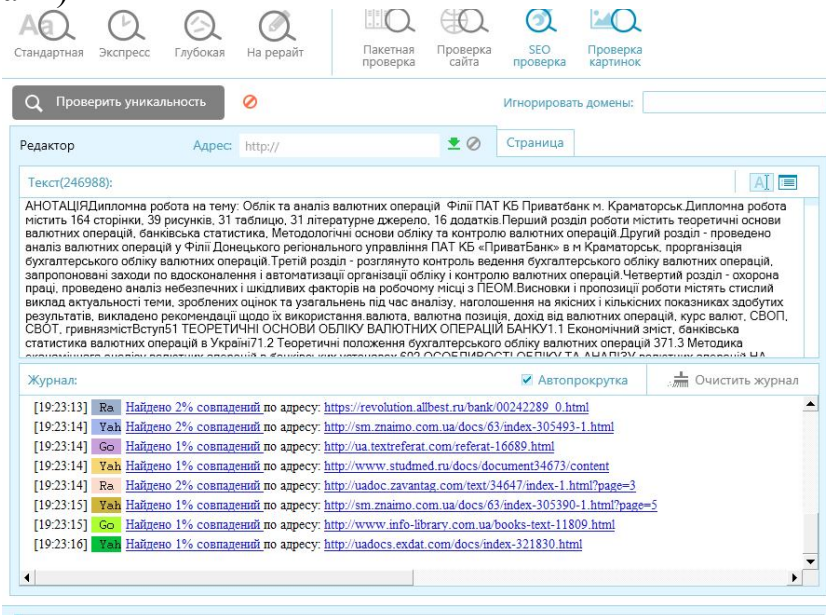 Aa
Стандартная Экспресс Глубокая На рерайт Пакетная проверка Проверка сайта SEO проверка Проверка картинок
Проверить уникальность Игнорировать домены:
Редактор Адрес: http:// Страница
Текст(246988):
АНОТАЦІЯДипломна робота на тему: Облік та аналіз валютних операцій Філії ПАТ КБ Приватбанк м. Краматорськ.Дипломна робота
містить 164 сторінки, 39 рисунків, 31 таблицю, 31 літературне джерело, 16 додатків.Перший розділ роботи містить теоретичні основи
валютних операцій, банківська статистика, Методологічні основи обліку та контролю валютних операцій.Другий розділ - проведено
аналіз валютних операцій у Філії Донецького регіонального управління ПАТ КБ «ПриватБанк» в м Краматорськ, прорганізація
бухгалтерського обліку валютних операцій.Третій розділ - розглянуто контроль ведення бухгалтерського обліку валютних операцій,
запропоновані заходи по вдосконалення і автоматизації організації обліку і контролю валютних операцій.Четвертий розділ - охорона
праці, проведено аналіз небезпечних і шкідливих факторів на робочому місці з ПЕОМ.Висновки і пропозиції роботи містять стислий
виклад актуальності теми, зроблених оцінок та узагальнень під час аналізу, наголошення на якісних і кількісних показниках здобутих
результатів, викладено рекомендації щодо їх використання.валюта, валютна позиція, дохід від валютних операцій, курс валют, СВОП,
СВОТ, гривнязмістВступ51 ТЕОРЕТИЧНІ ОСНОВИ ОБЛІКУ ВАЛЮТНИХ ОПЕРАЦІЙ БАНКУ1.1 Економічний зміст, банківська
статистика валютних операцій в Україні71.2 Теоретичні положення бухгалтерського обліку валютних операцій 371.3 Методика
Журнал: Автопрокрутка Очистить журнал
[19:23:13] Ra Найдено 2% совпадений по адресу: https://revolution.allbest.ru/bank/00242289_0.html
[19:23:14] Yah Найдено 2% совпадений по адресу: http://sm.znaimo.com.ua/docs/63/index-305493-1.html
[19:23:14] Go Найдено 1% совпадений по адресу: http://ua.textreferat.com/referat-16689.html
[19:23:14] Yah Найдено 1% совпадений по адресу: http://www.studmed.ru/docs/document34673/content
[19:23:14] Ra Найдено 2% совпадений по адресу: http://uadoc.zavantag.com/text/34647/index-1.html?page=3
[19:23:15] Yah Найдено 1% совпадений по адресу: http://sm.znaimo.com.ua/docs/63/index-305390-1.html?page=5
[19:23:15] Go Найдено 1% совпадений по адресу: http://www.info-library.com.ua/books-text-11809.html
[19:23:16] Yah Найдено 1% совпадений по адресу: http://uadocs.exdat.com/docs/index-321830.html